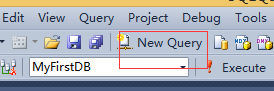 Edit View Query Project Debug Tools
New Query
MyFirstDB Execute